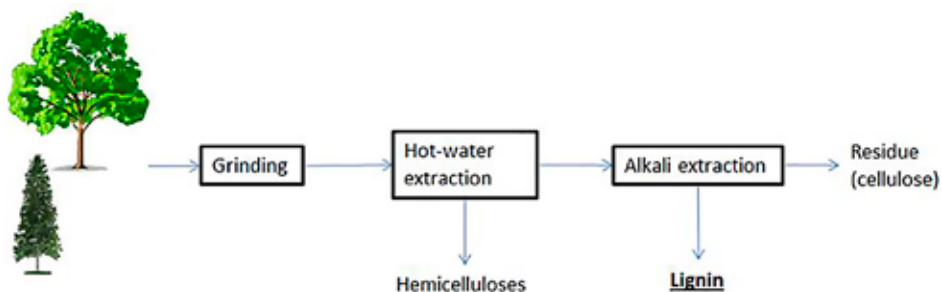 Grinding
Hot-water
extraction
Alkali extraction
Residue
(cellulose)
Hemicelluloses
Lignin